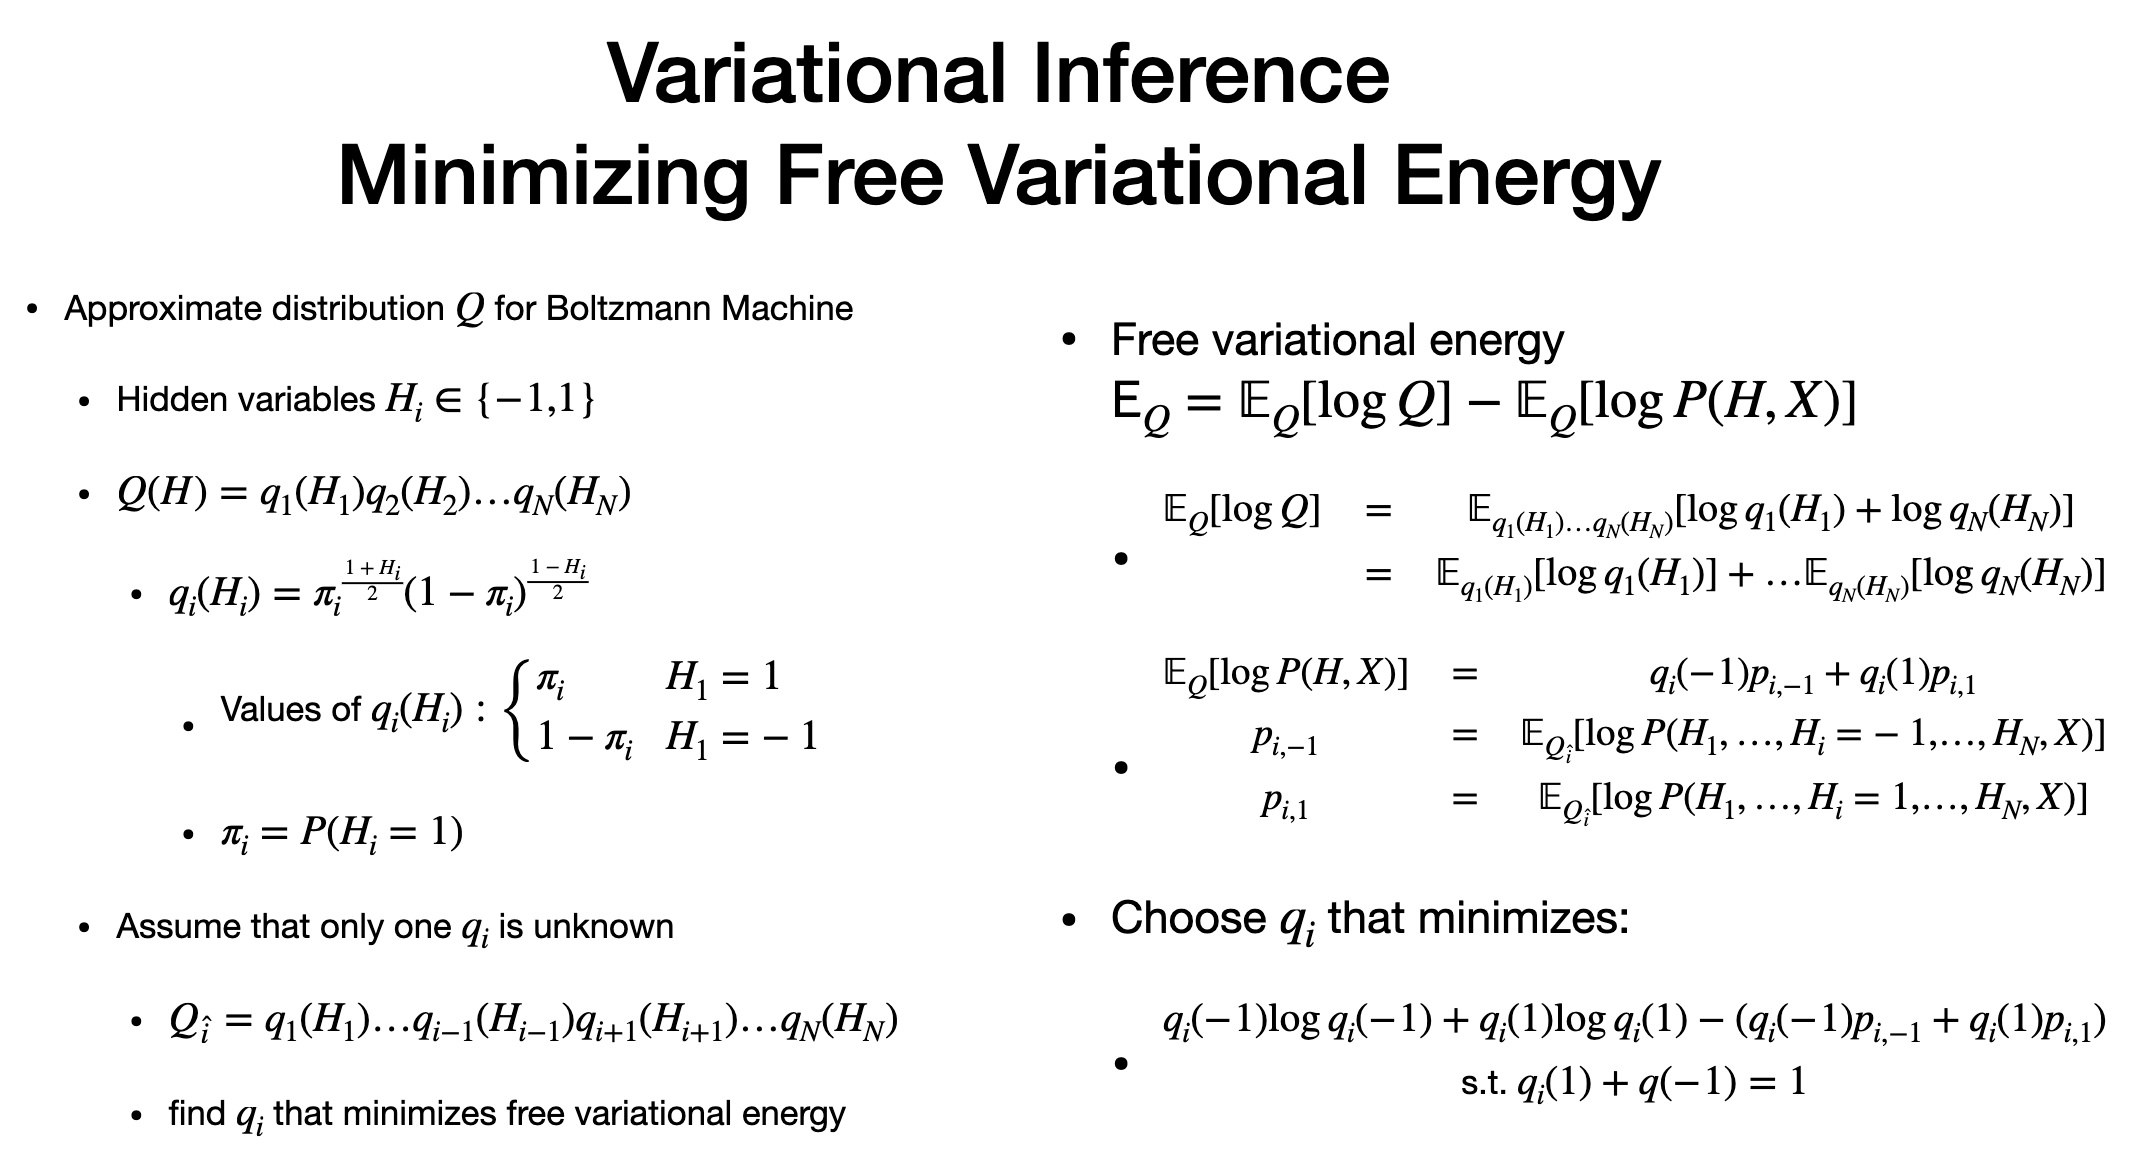 Variational Inference
Minimizing Free Variational Energy
• Approximate distribution $Q$ for Boltzmann Machine
• Hidden variables $H_i \in \{-1,1\}$
• $Q(H) = q_1(H_1)q_2(H_2)\ldots q_N(H_N)$
• $q_i(H_i) = \pi_i^{\frac{1+H_i}{2}}(1-\pi_i)^{\frac{1-H_i}{2}}$
• Values of $q_i(H_i) : \begin{cases} \pi_i & H_1 = 1 \\ 1-\pi_i & H_1 = -1 \end{cases}$
• $\pi_i = P(H_i = 1)$
• Assume that only one $q_i$ is unknown
• $Q_{\hat{i}} = q_1(H_1)\ldots q_{i-1}(H_{i-1})q_{i+1}(H_{i+1})\ldots q_N(H_N)$
• find $q_i$ that minimizes free variational energy
• Free variational energy
$\mathsf{E}_Q = \mathbb{E}_Q[\log Q] - \mathbb{E}_Q[\log P(H, X)]$
• $\mathbb{E}_Q[\log Q] = \mathbb{E}_{q_1(H_1)\ldots q_N(H_N)}[\log q_1(H_1) + \log q_N(H_N)]$
$= \mathbb{E}_{q_1(H_1)}[\log q_1(H_1)] + \ldots \mathbb{E}_{q_N(H_N)}[\log q_N(H_N)]$
• $\mathbb{E}_Q[\log P(H, X)] = q_i(-1)p_{i,-1} + q_i(1)p_{i,1}$
$p_{i,-1} = \mathbb{E}_{Q_{\hat{i}}}[\log P(H_1, \ldots, H_i = -1, \ldots, H_N, X)]$
$p_{i,1} = \mathbb{E}_{Q_{\hat{i}}}[\log P(H_1, \ldots, H_i = 1, \ldots, H_N, X)]$
• Choose $q_i$ that minimizes:
• $q_i(-1)\log q_i(-1) + q_i(1)\log q_i(1) - (q_i(-1)p_{i,-1} + q_i(1)p_{i,1})$
s.t. $q_i(1) + q(-1) = 1$